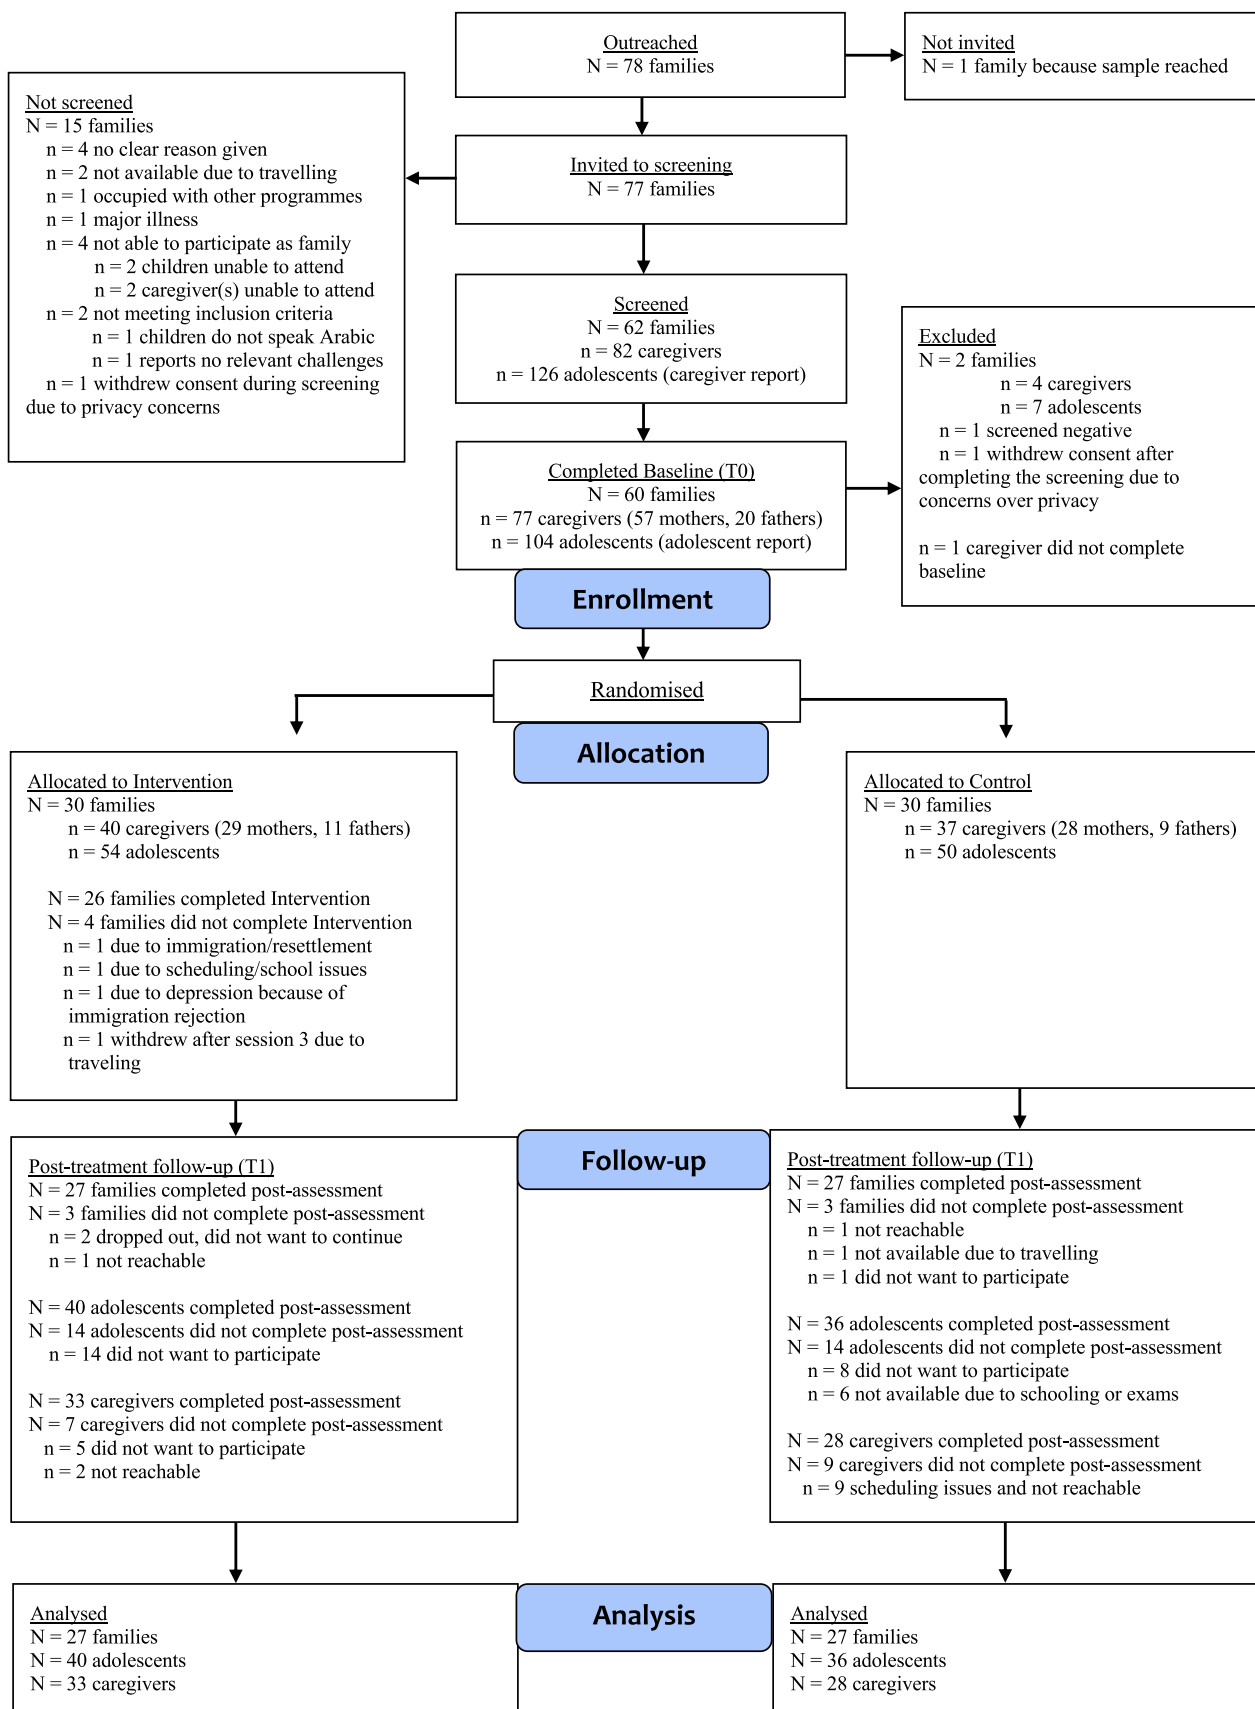 Outreached
N = 78 families
Not invited
N = 1 family because sample reached
Not screened
N = 15 families
n = 4 no clear reason given
n = 2 not available due to travelling
n = 1 occupied with other programmes
n = 1 major illness
n = 4 not able to participate as family
n = 2 children unable to attend
n = 2 caregiver(s) unable to attend
n = 2 not meeting inclusion criteria
n = 1 children do not speak Arabic
n = 1 reports no relevant challenges
n = 1 withdrew consent during screening
due to privacy concerns
Invited to screening
N = 77 families
Screened
N = 62 families
n = 82 caregivers
n = 126 adolescents (caregiver report)
Excluded
N = 2 families
n = 4 caregivers
n = 7 adolescents
n = 1 screened negative
n = 1 withdrew consent after
completing the screening due to
concerns over privacy
n = 1 caregiver did not complete
baseline
Completed Baseline (T0)
N = 60 families
n = 77 caregivers (57 mothers, 20 fathers)
n = 104 adolescents (adolescent report)
Enrollment
Randomised
Allocation
Allocated to Intervention
N = 30 families
n = 40 caregivers (29 mothers, 11 fathers)
n = 54 adolescents
N = 26 families completed Intervention
N = 4 families did not complete Intervention
n = 1 due to immigration/resettlement
n = 1 due to scheduling/school issues
n = 1 due to depression because of
immigration rejection
n = 1 withdrew after session 3 due to
traveling
Allocated to Control
N = 30 families
n = 37 caregivers (28 mothers, 9 fathers)
n = 50 adolescents
Follow-up
Post-treatment follow-up (T1)
N = 27 families completed post-assessment
N = 3 families did not complete post-assessment
n = 2 dropped out, did not want to continue
n = 1 not reachable
N = 40 adolescents completed post-assessment
N = 14 adolescents did not complete post-assessment
n = 14 did not want to participate
N = 33 caregivers completed post-assessment
N = 7 caregivers did not complete post-assessment
n = 5 did not want to participate
n = 2 not reachable
Post-treatment follow-up (T1)
N = 27 families completed post-assessment
N = 3 families did not complete post-assessment
n = 1 not reachable
n = 1 not available due to travelling
n = 1 did not want to participate
N = 36 adolescents completed post-assessment
N = 14 adolescents did not complete post-assessment
n = 8 did not want to participate
n = 6 not available due to schooling or exams
N = 28 caregivers completed post-assessment
N = 9 caregivers did not complete post-assessment
n = 9 scheduling issues and not reachable
Analysis
Analysed
N = 27 families
N = 40 adolescents
N = 33 caregivers
Analysed
N = 27 families
N = 36 adolescents
N = 28 caregivers